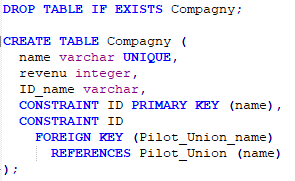 DROP TABLE IF EXISTS Compagny;
CREATE TABLE Compagny (
name varchar UNIQUE,
revenu integer,
ID_name varchar,
CONSTRAINT ID PRIMARY KEY (name),
CONSTRAINT ID
FOREIGN KEY (Pilot_Union_name)
REFERENCES Pilot_Union (name)
);